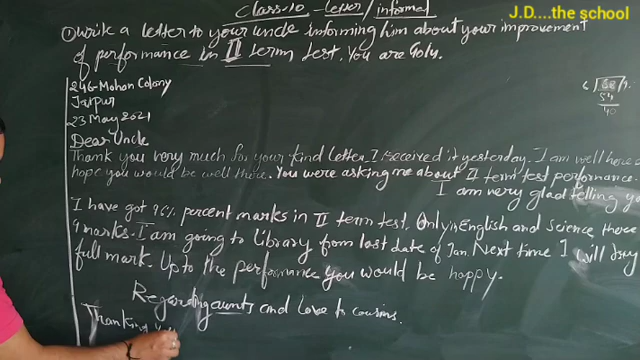 J.D....the school
Class-10 letter/informal
① Write a letter to your uncle informing him about your improvement
of performance in II term test. You are Golu.
246-Mohan Colony
Jaipur
23 May 2021
Dear Uncle
Thank you very much for your kind letter. I received it yesterday. I am well here
hope you would be well there. You were asking me about II term test performance.
I am very glad telling you
I have got 96% percent marks in II term test. Only in English and Science those
4 marks. I am going to library from last date of Jan. Next time I will try
full mark. Up to the performance you would be happy.
Regarding aunts and love to cousins.
Thanking